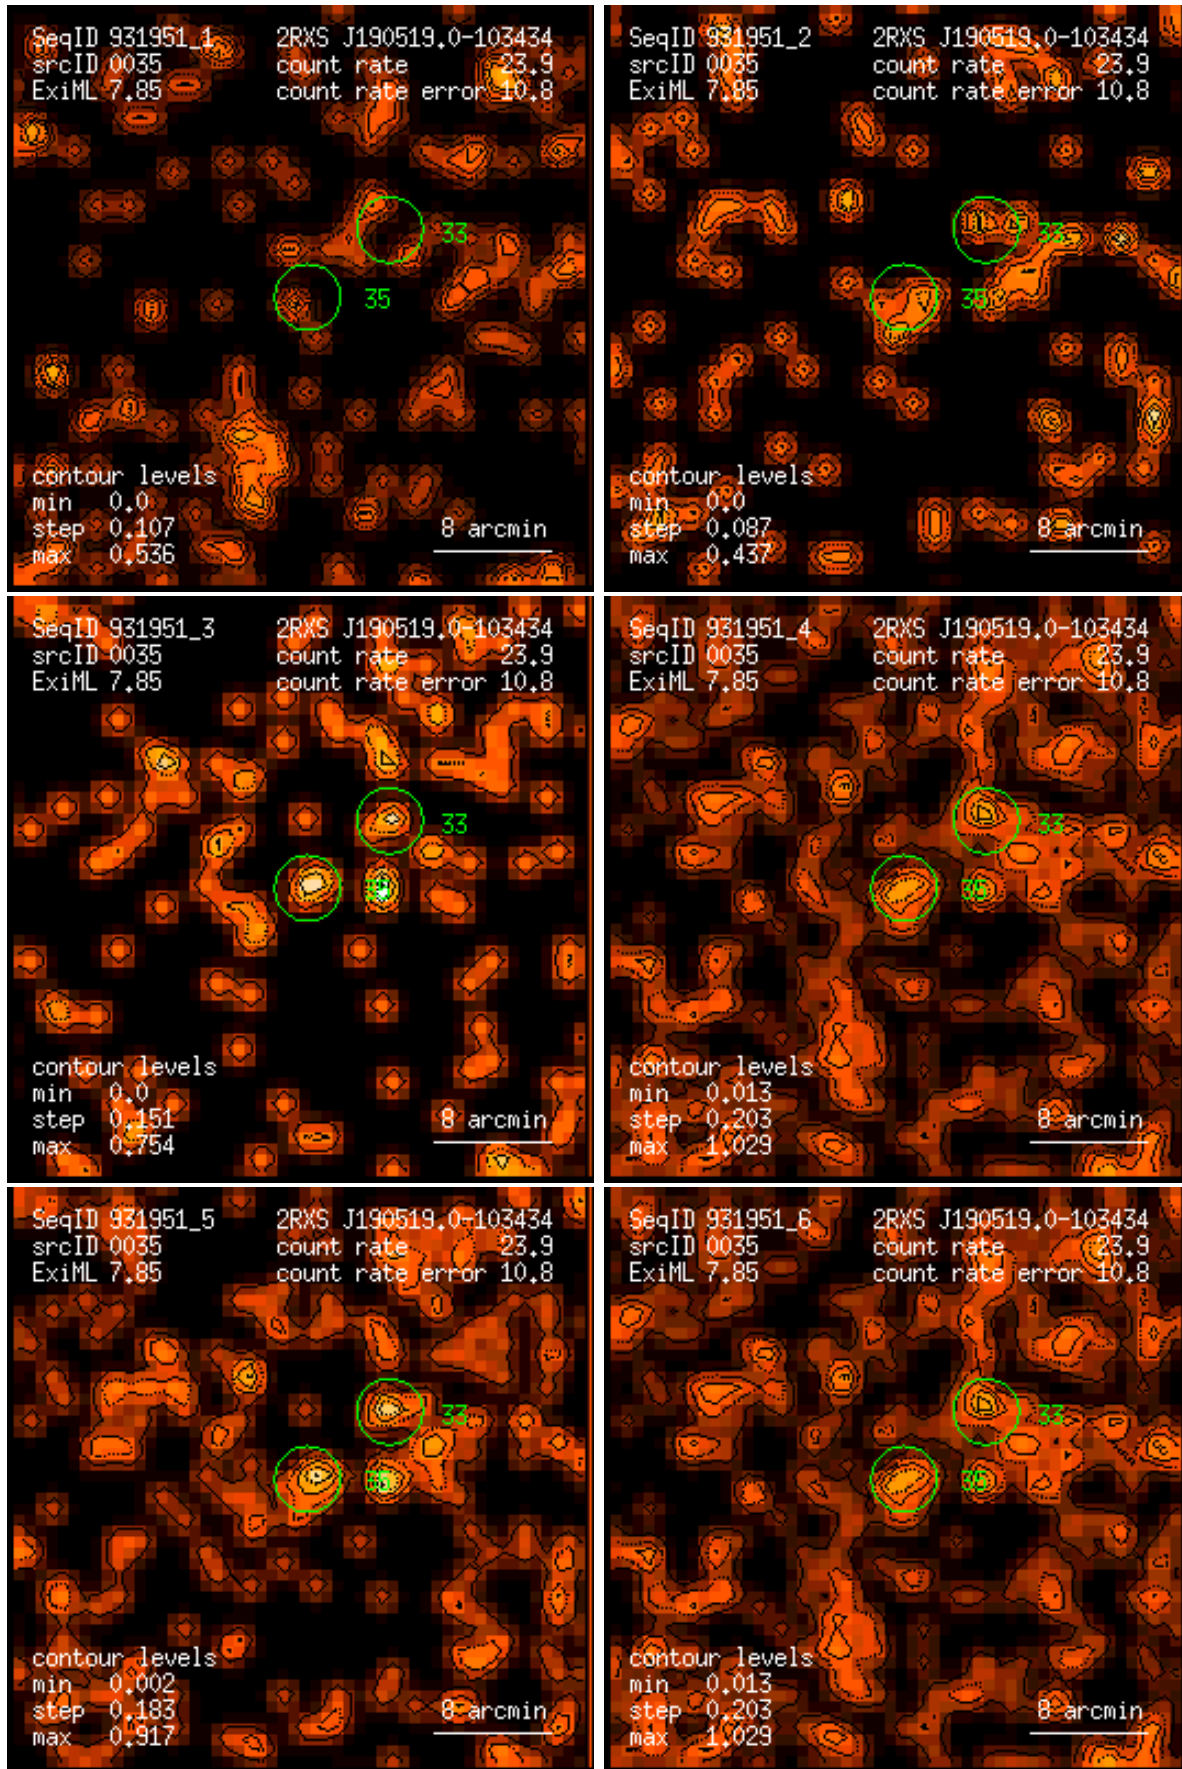 SeqID 931951_1 2RXS J190519.0-103434
srcID 0035 count rate 23.9
ExiML 7.85 count rate error 10.8
33
35
contour levels
min 0.0
step 0.107
max 0.536
8 arcmin
SeqID 931951_2 2RXS J190519.0-103434
srcID 0035 count rate 23.9
ExiML 7.85 count rate error 10.8
33
35
contour levels
min 0.0
step 0.087
max 0.437
8 arcmin
SeqID 931951_3 2RXS J190519.0-103434
srcID 0035 count rate 23.9
ExiML 7.85 count rate error 10.8
33
35
contour levels
min 0.0
step 0.151
max 0.754
8 arcmin
SeqID 931951_4 2RXS J190519.0-103434
srcID 0035 count rate 23.9
ExiML 7.85 count rate error 10.8
33
35
contour levels
min 0.013
step 0.203
max 1.029
8 arcmin
SeqID 931951_5 2RXS J190519.0-103434
srcID 0035 count rate 23.9
ExiML 7.85 count rate error 10.8
33
35
contour levels
min 0.002
step 0.183
max 0.917
8 arcmin
SeqID 931951_6 2RXS J190519.0-103434
srcID 0035 count rate 23.9
ExiML 7.85 count rate error 10.8
33
35
contour levels
min 0.013
step 0.203
max 1.029
8 arcmin